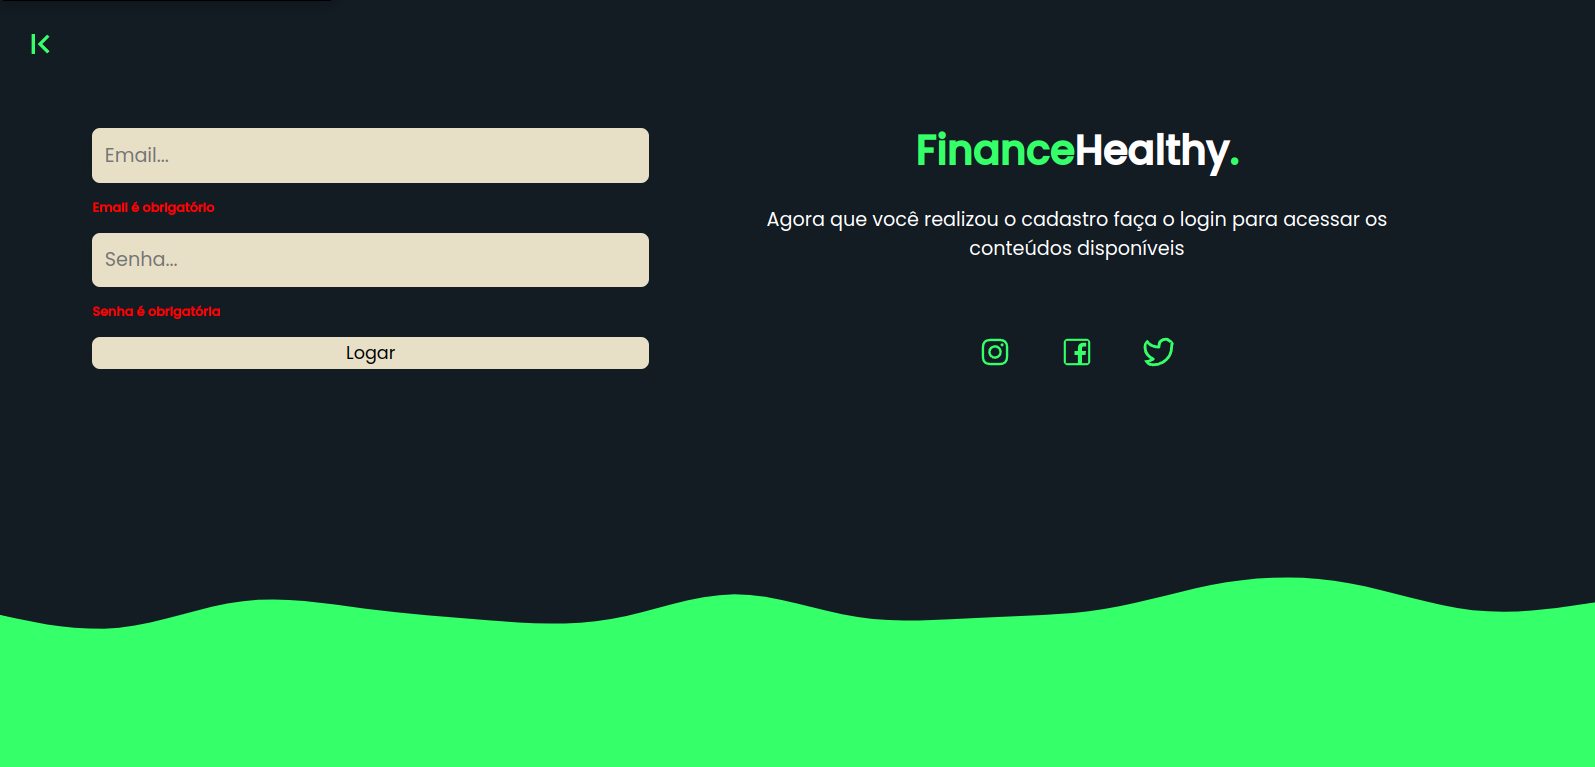 Email...
Email é obrigatório
Senha...
Senha é obrigatória
Logar
FinanceHealthy.
Agora que você realizou o cadastro faça o login para acessar os
conteúdos disponíveis